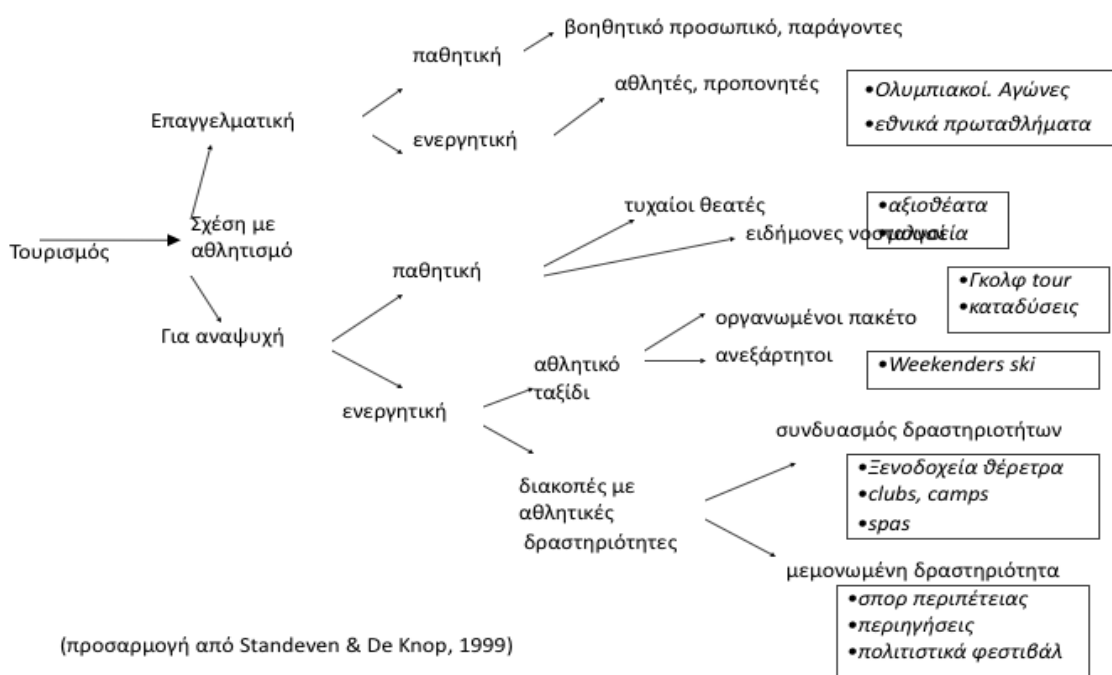 βοηθητικό προσωπικό, παράγοντες
παθητική
αθλητές, προπονητές
•Ολυμπιακοί. Αγώνες
•εθνικά πρωταθλήματα
Επαγγελματική
ενεργητική
τυχαίοι θεατές
•αξιοθέατα
Σχέση με
αθλητισμό
Τουρισμός
ειδήμονες
παθητική
•Γκολφ tour
•καταδύσεις
οργανωμένοι πακέτο
Για αναψυχή
ανεξάρτητοι
αθλητικό
ταξίδι
•Weekenders ski
ενεργητική
συνδυασμός δραστηριοτήτων
•Ξενοδοχεία θέρετρα
•clubs, camps
•spas
διακοπές με
αθλητικές
δραστηριότητες
μεμονωμένη δραστηριότητα
•σπορ περιπέτειας
•περιηγήσεις
•πολιτιστικά φεστιβάλ
(προσαρμογή από Standeven & De Knop, 1999)